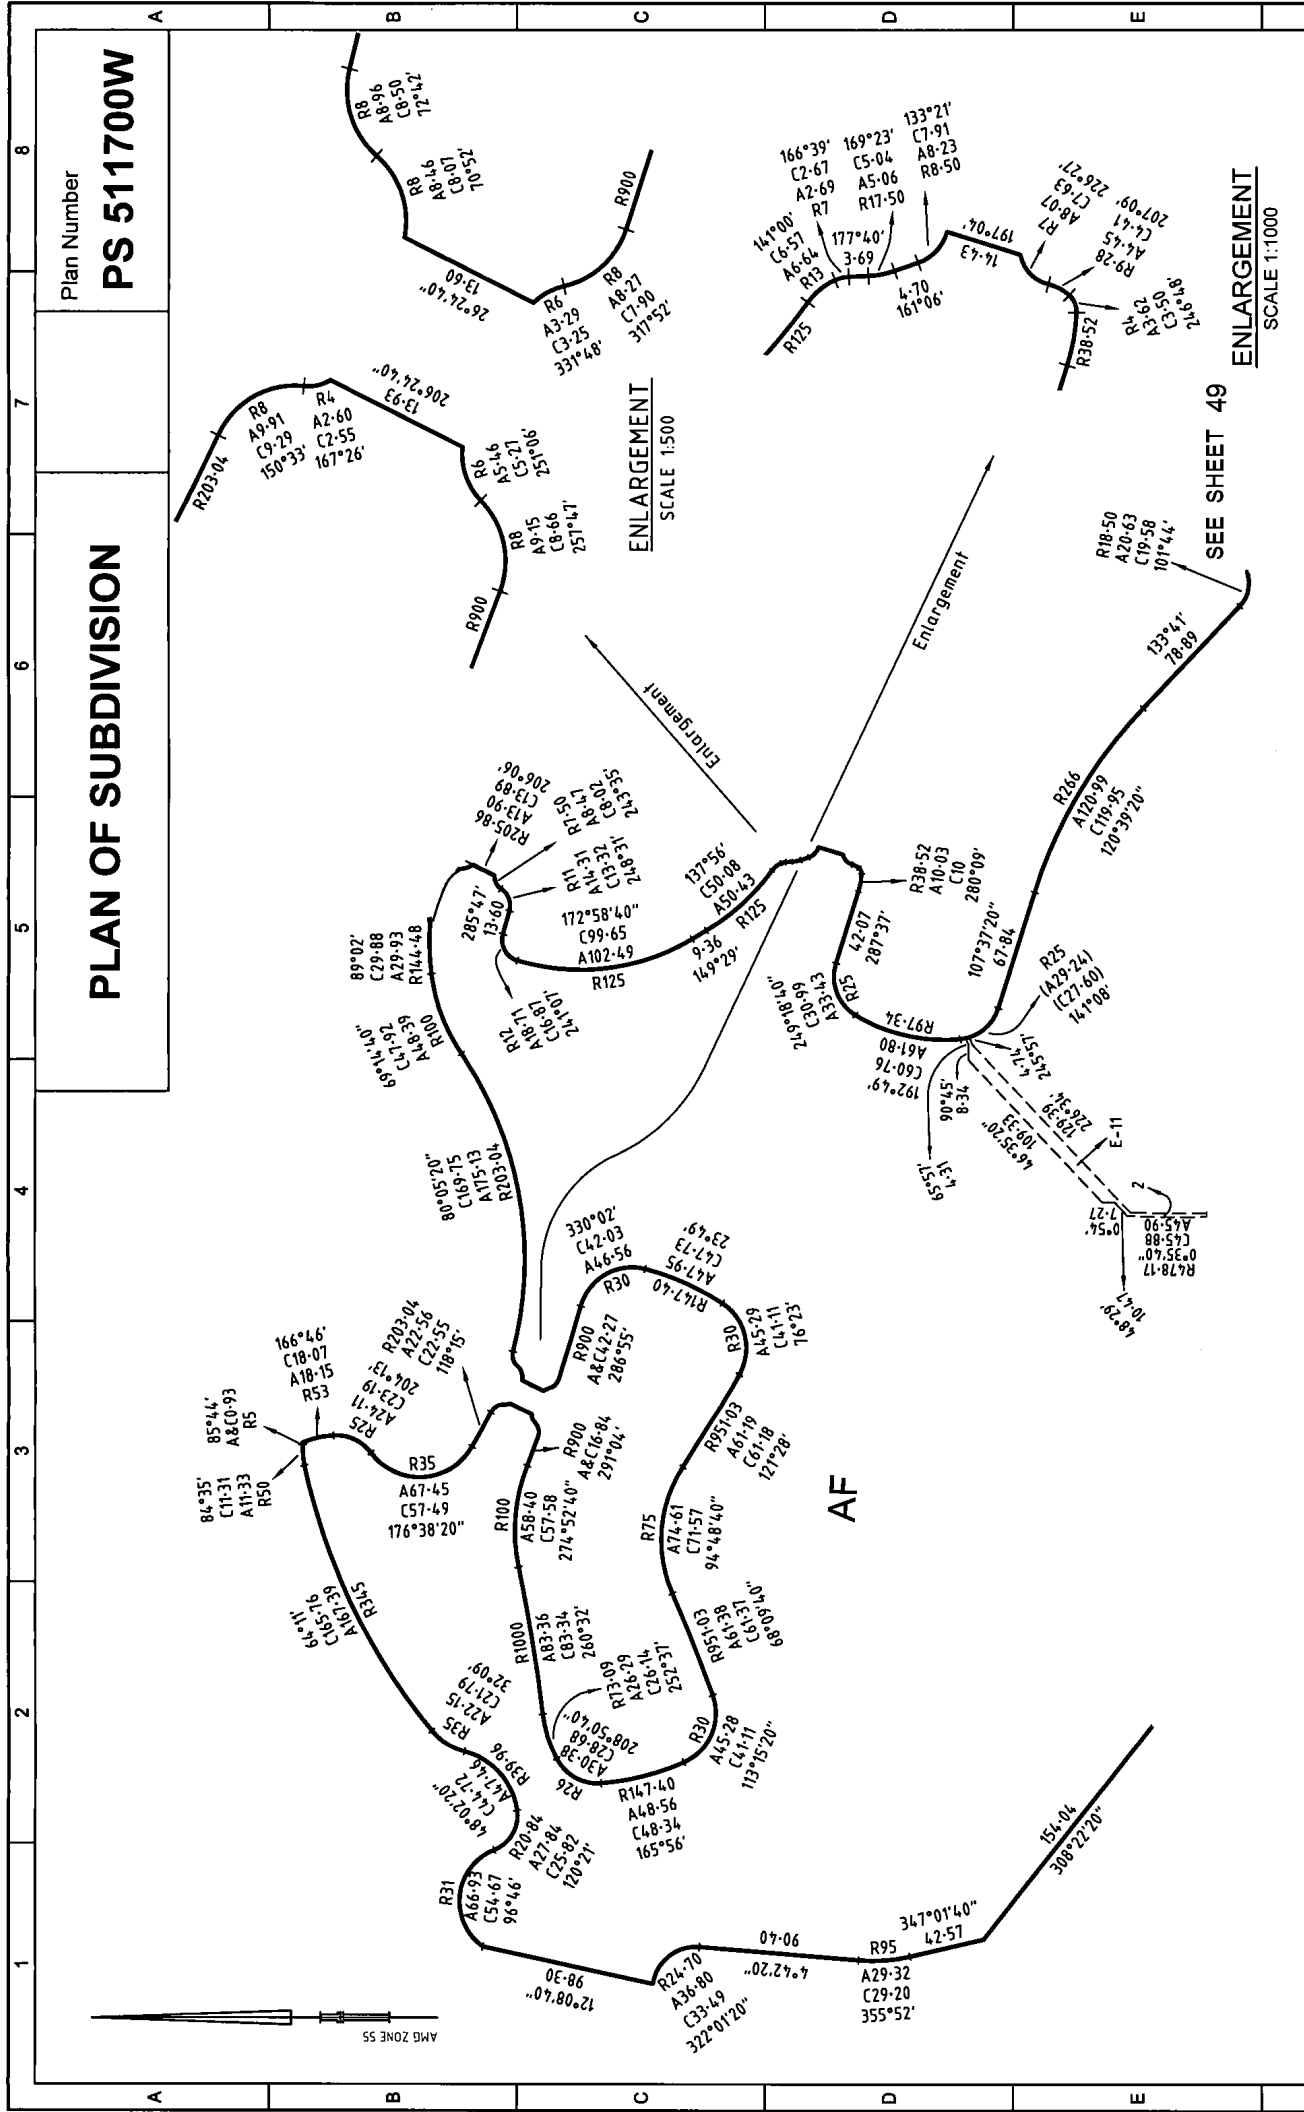 PLAN OF SUBDIVISION
Plan Number
PS 511700W
1
2
3
4
5
6
7
8
A
B
C
D
E
A
B
C
D
E
AMG ZONE 55
12°08'40"
98·30
R24·70
A36·80
C33·49
322°01'20"
4°42'20"
90·40
R95
A29·32
C29·20
355°52'
347°01'40"
42·57
154·04
308°22'20"
R31
A66·93
C54·67
96°46'
R20·84
A27·84
C25·82
120°21'
R39·96
A47·46
C44·72
48°02'20"
R35
A22·15
C21·79
32°09'
64°11'
C165·76
A167·39
R345
84°35'
C11·31
A11·33
R50
85°44'
A&C0·93
R5
166°46'
C18·07
A18·15
R53
R25
A24·11
C23·19
204°13'
R35
A67·45
C57·49
176°38'20"
R203·04
A22·56
C22·55
118°15'
R900
A&C16·84
291°04'
R100
A58·40
C57·58
274°52'40"
R1000
A83·36
C83·34
260°32'
R73·09
A26·29
C26·14
252°37'
R26
A30·38
C28·68
208°50'40"
R147·40
A48·56
C48·34
165°56'
R30
A45·28
C41·11
113°15'20"
R951·03
A61·38
C61·37
68°09'40"
R75
A74·61
C71·57
94°48'40"
R951·03
A61·19
C61·18
121°28'
R30
A45·29
C41·11
76°23'
R147·40
A47·95
C47·73
23°49'
330°02'
C42·03
A46·56
R30
R900
A&C42·27
286°55'
AF
80°05'20"
C169·75
A175·13
R203·04
69°14'40"
C47·92
A48·39
R100
89°02'
C29·88
A29·93
R144·48
R205·86
A13·90
C13·89
206°06'
R7·50
A8·47
C8·02
243°35'
R11
A14·31
C13·32
248°31'
285°47'
13·60
R12
A18·71
C16·87
241°07'
172°58'40"
C99·65
A102·49
R125
9·36
149°29'
137°56'
C50·08
A50·43
R125
R38·52
A10·03
C10
280°09'
42·07
287°37'
249°18'40"
C30·99
A33·43
R25
R97·34
A61·80
C60·76
192°49'
R25
(A29·24)
(C27·60)
141°08'
107°37'20"
67·84
R266
A120·99
C119·95
120°39'20"
133°41'
78·89
R18·50
A20·63
C19·58
101°44'
SEE SHEET 49
65°57'
4·31
90°45'
8·34
4·74
245°57'
46°35'20"
109·33
129·39
226°34'
E-11
2
0°54'
7·27
48°29'
10·47
R478·17
A45·90
C45·88
0°35'40"
Enlargement
Enlargement
R203·04
R8
A9·91
C9·29
150°33'
R4
A2·60
C2·55
167°26'
206°24'40"
13·93
R6
A5·46
C5·27
251°06'
R8
A9·15
C8·66
257°47'
R900
R8
A8·96
C8·50
72°42'
R8
A8·46
C8·07
70°52'
26°24'40"
13·60
R6
A3·29
C3·25
331°48'
R8
A8·27
C7·90
317°52'
R900
ENLARGEMENT
SCALE 1:500
R125
141°00'
C6·57
A6·64
R13
166°39'
C2·67
A2·69
R7
177°40'
3·69
169°23'
C5·04
A5·06
R17·50
4·70
161°06'
133°21'
C7·91
A8·23
R8·50
197°04'
14·43
R7
A8·07
C7·63
226°27'
R9·28
A4·45
C4·41
207°09'
R4
A3·62
C3·50
246°48'
R38·52
ENLARGEMENT
SCALE 1:1000